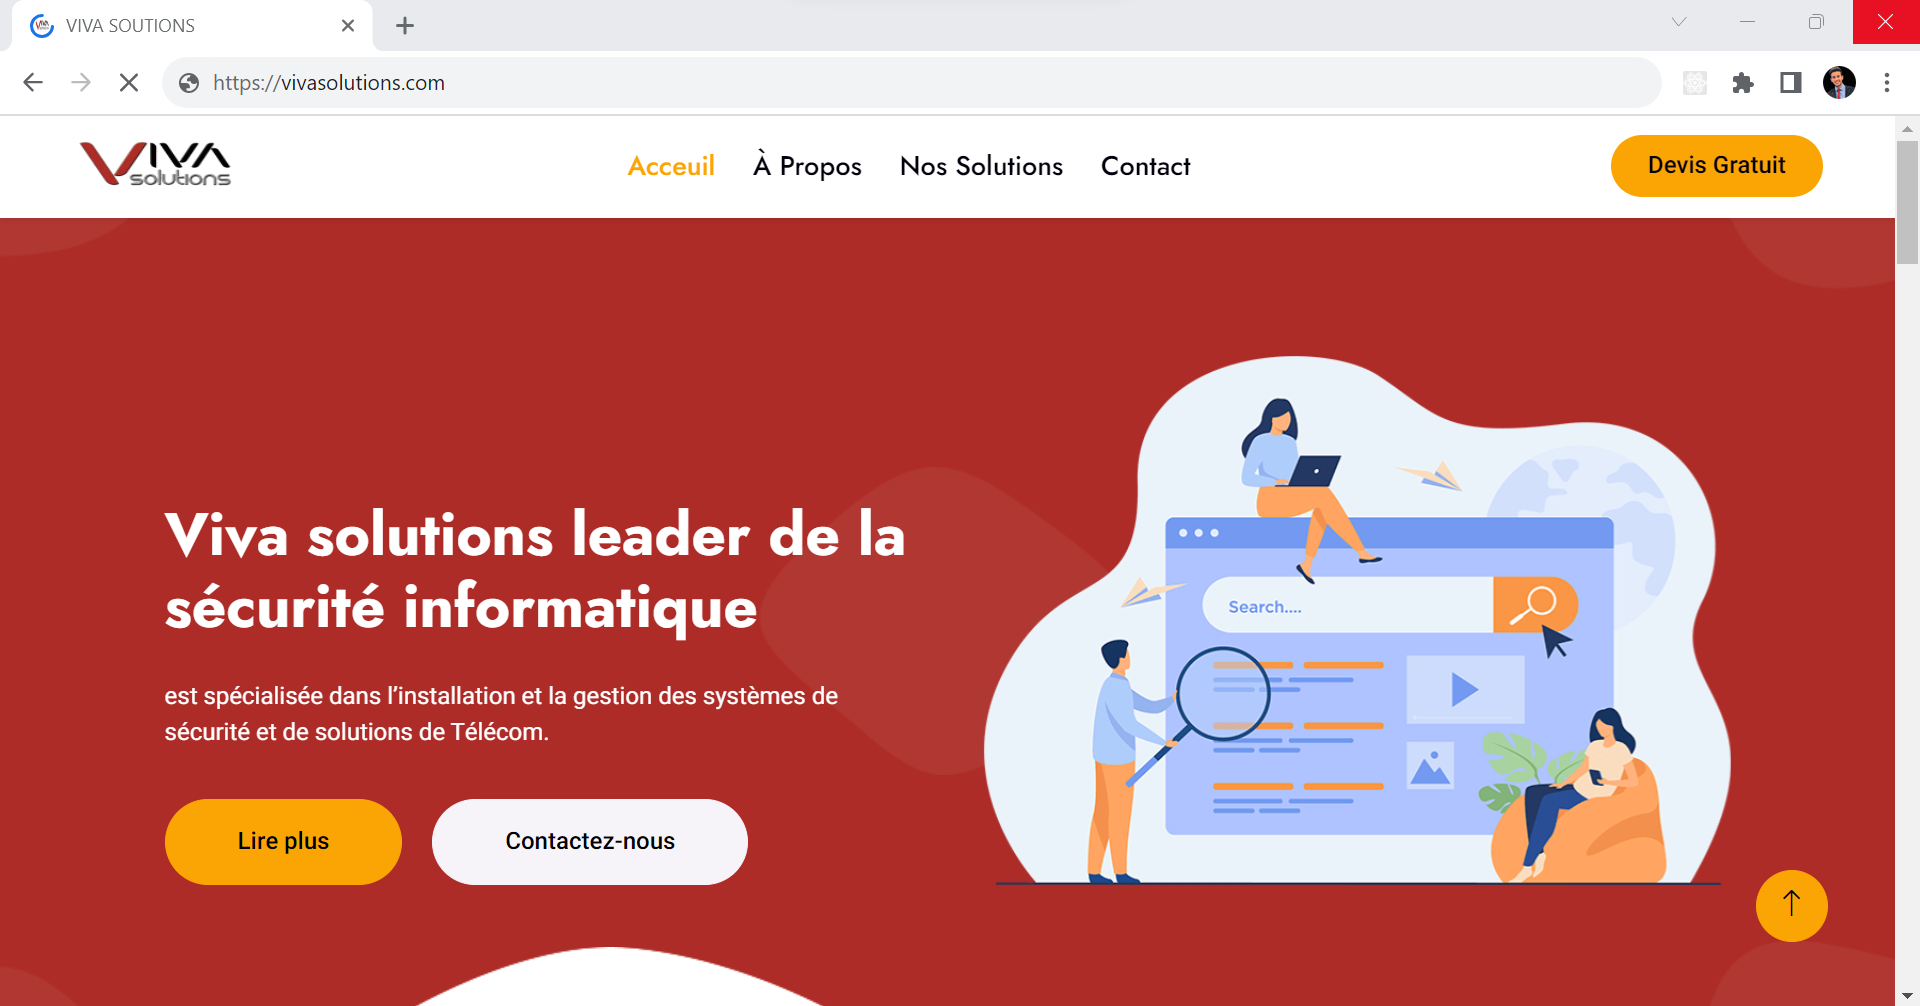 VIVA SOUTIONS
https://vivasolutions.com
VIVA
solutions
Acceuil À Propos Nos Solutions Contact
Devis Gratuit
Viva solutions leader de la
sécurité informatique
est spécialisée dans l’installation et la gestion des systèmes de
sécurité et de solutions de Télécom.
Lire plus Contactez-nous
Search....